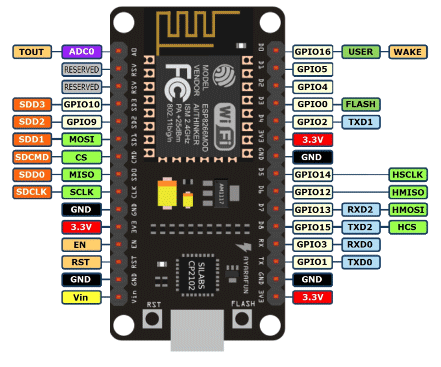 TOUT ADC0 A0 D0 GPIO16 USER WAKE
RESERVED RSV D1 GPIO5
RESERVED RSV D2 GPIO4
SDD3 GPIO10 SD3 D3 GPIO0 FLASH
SDD2 GPIO9 SD2 D4 GPIO2 TXD1
SDD1 MOSI SD1 3V3 3.3V
SDCMD CS CMD GND GND
SDD0 MISO SD0 D5 GPIO14 HSCLK
SDCLK SCLK CLK D6 GPIO12 HMISO
GND GND D7 GPIO13 RXD2 HMOSI
3.3V 3V3 D8 GPIO15 TXD2 HCS
EN EN RX GPIO3 RXD0
RST RST TX GPIO1 TXD0
GND GND GND GND
Vin Vin 3V3 3.3V
MODEL
VENDOR
ESP8266MOD
AI-THINKER
ISM 2.4GHz
PA +25dBm
802.11b/g/n
FC
Wi Fi
AMS1117
AYARAFUN
SILABS
CP2102
RST FLASH